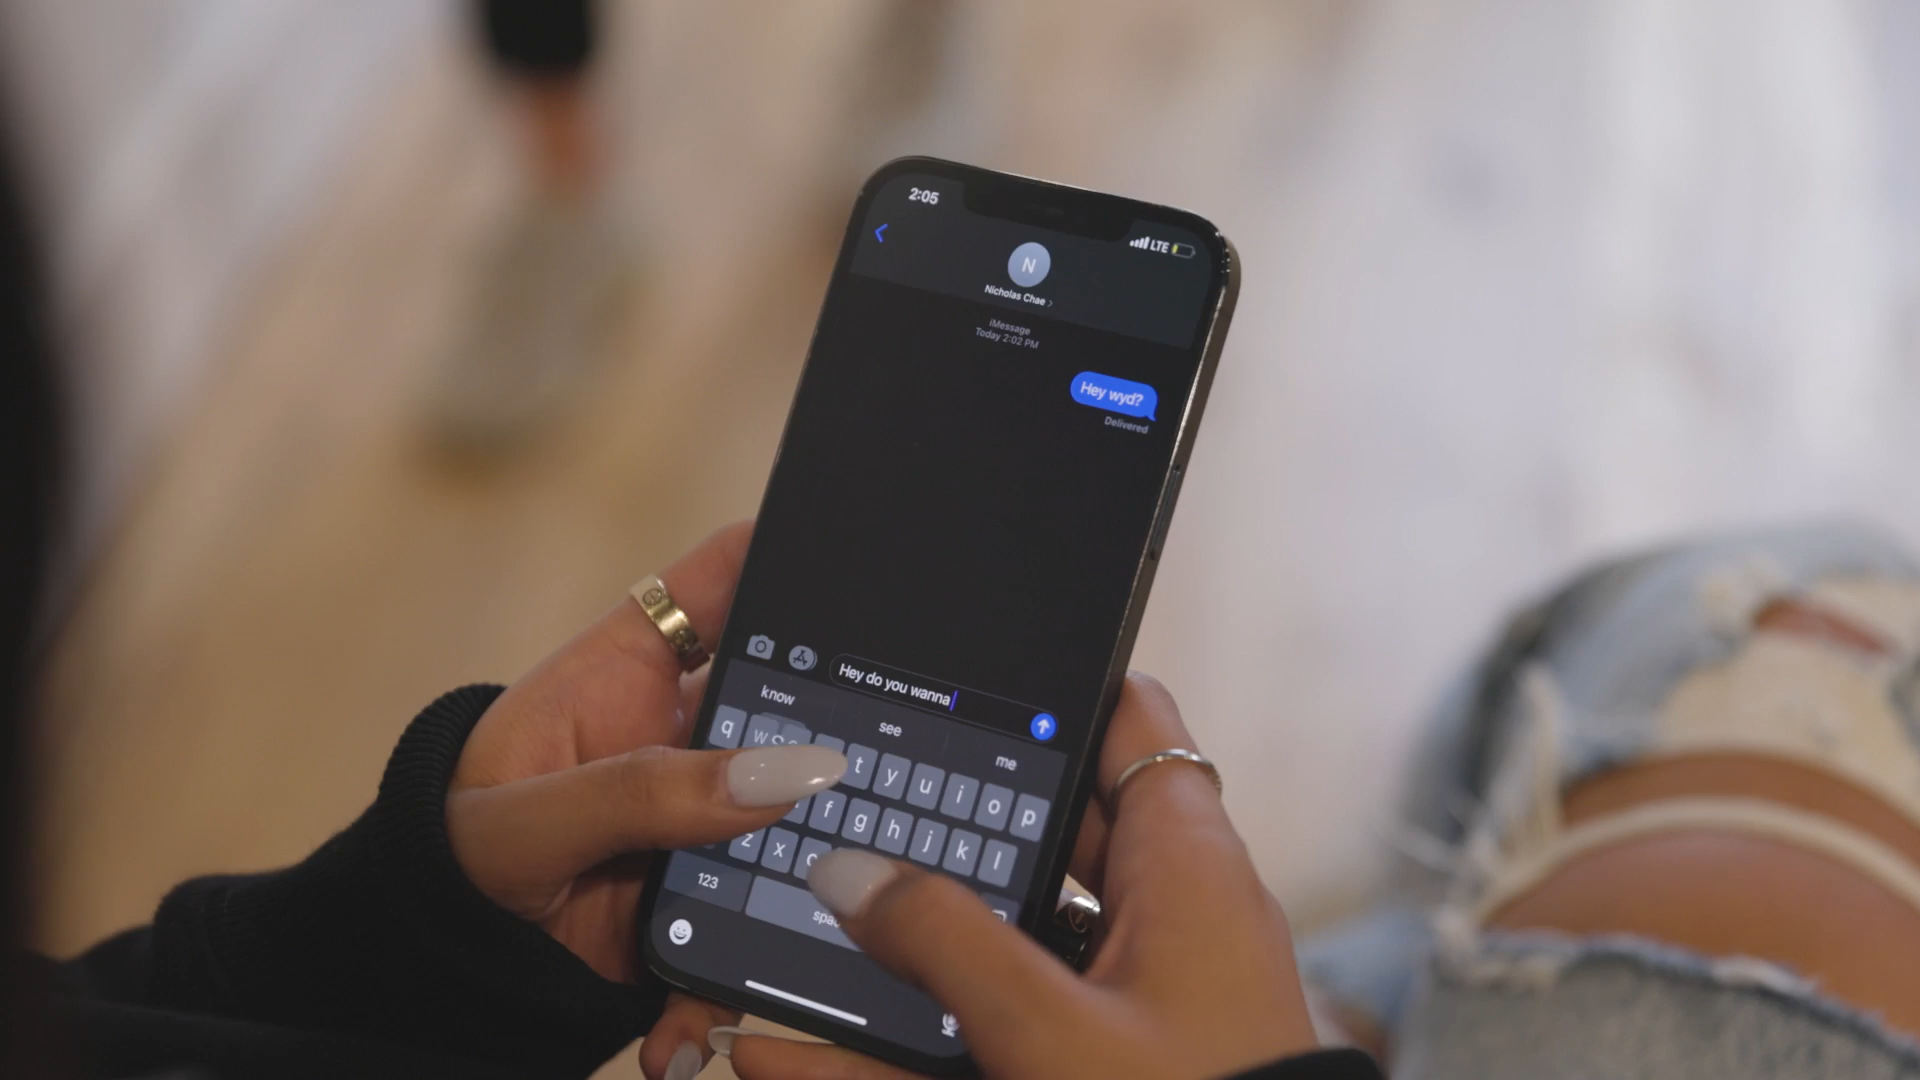 2:05
LTE
N
Nicholas Chae >
iMessage
Today 2:02 PM
Hey wyd?
Delivered
Hey do you wanna
know see me
q w t y u i o p
f g h j k l
z x c
123